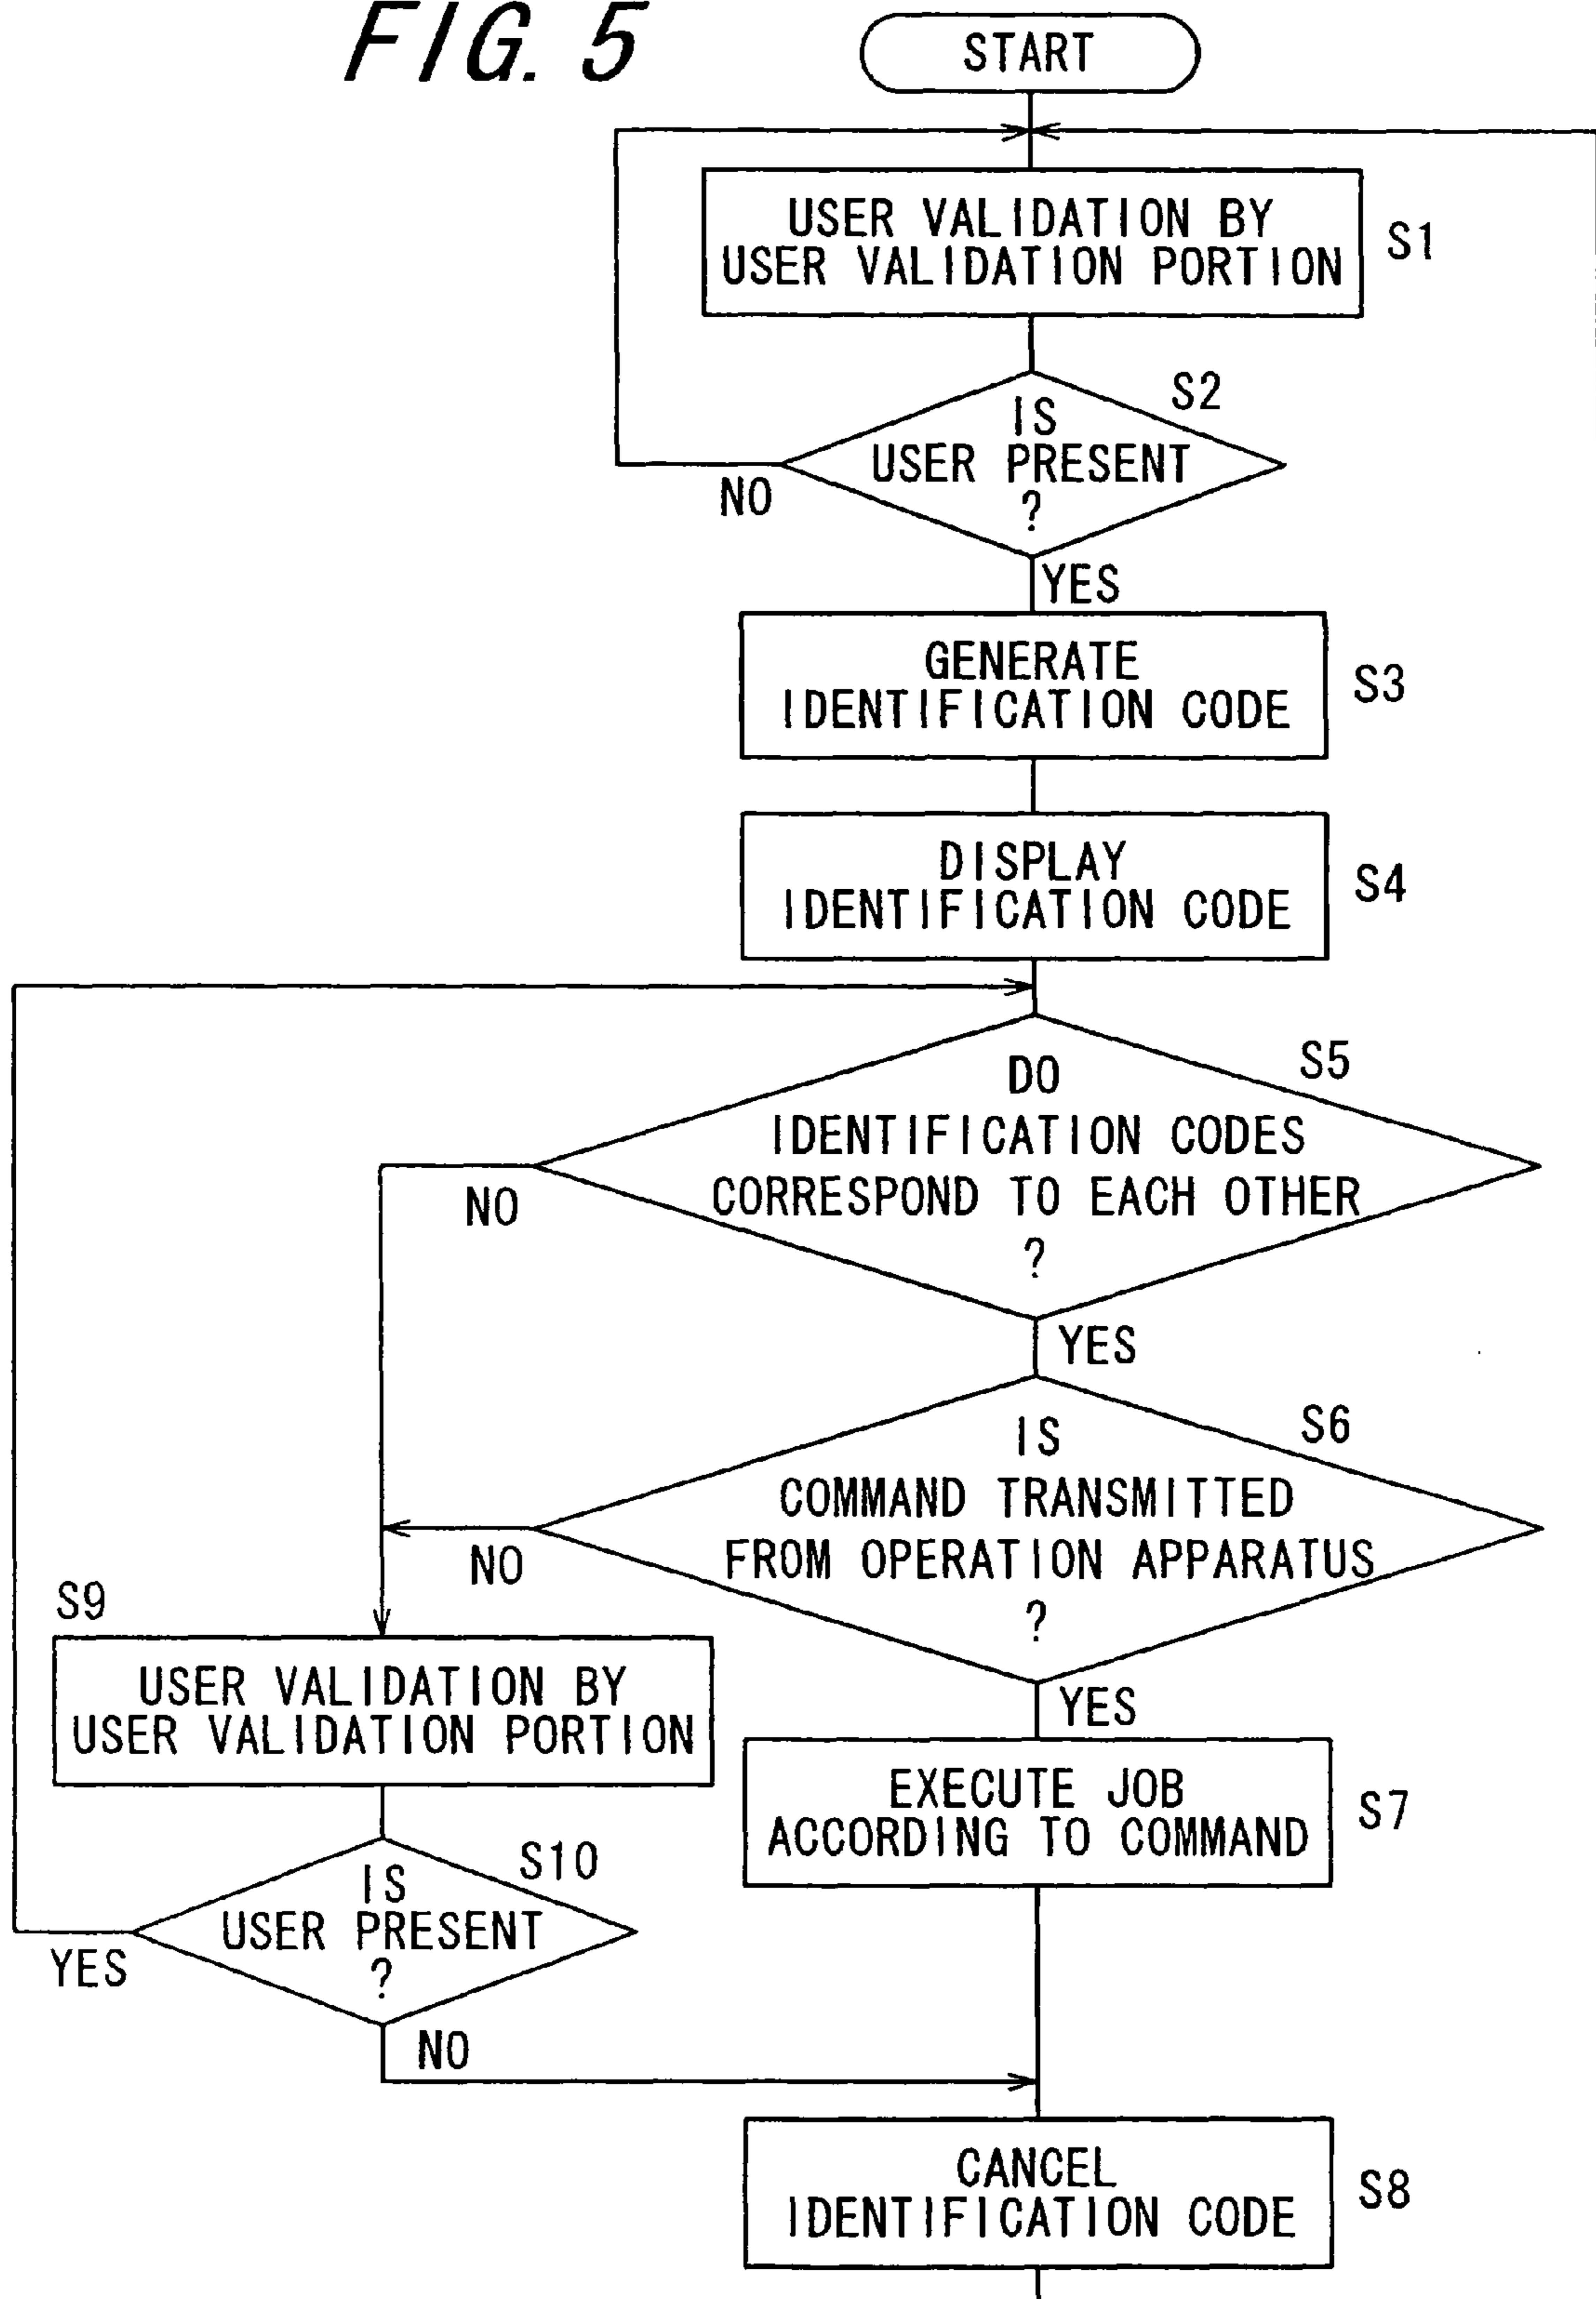 FIG. 5
START
USER VALIDATION BY
USER VALIDATION PORTION
S1
S2
IS
USER PRESENT
?
NO
YES
GENERATE
IDENTIFICATION CODE
S3
DISPLAY
IDENTIFICATION CODE
S4
S5
DO
IDENTIFICATION CODES
CORRESPOND TO EACH OTHER
?
NO
YES
S6
IS
COMMAND TRANSMITTED
FROM OPERATION APPARATUS
?
NO
YES
S9
USER VALIDATION BY
USER VALIDATION PORTION
EXECUTE JOB
ACCORDING TO COMMAND
S7
S10
IS
USER PRESENT
?
YES
NO
CANCEL
IDENTIFICATION CODE
S8